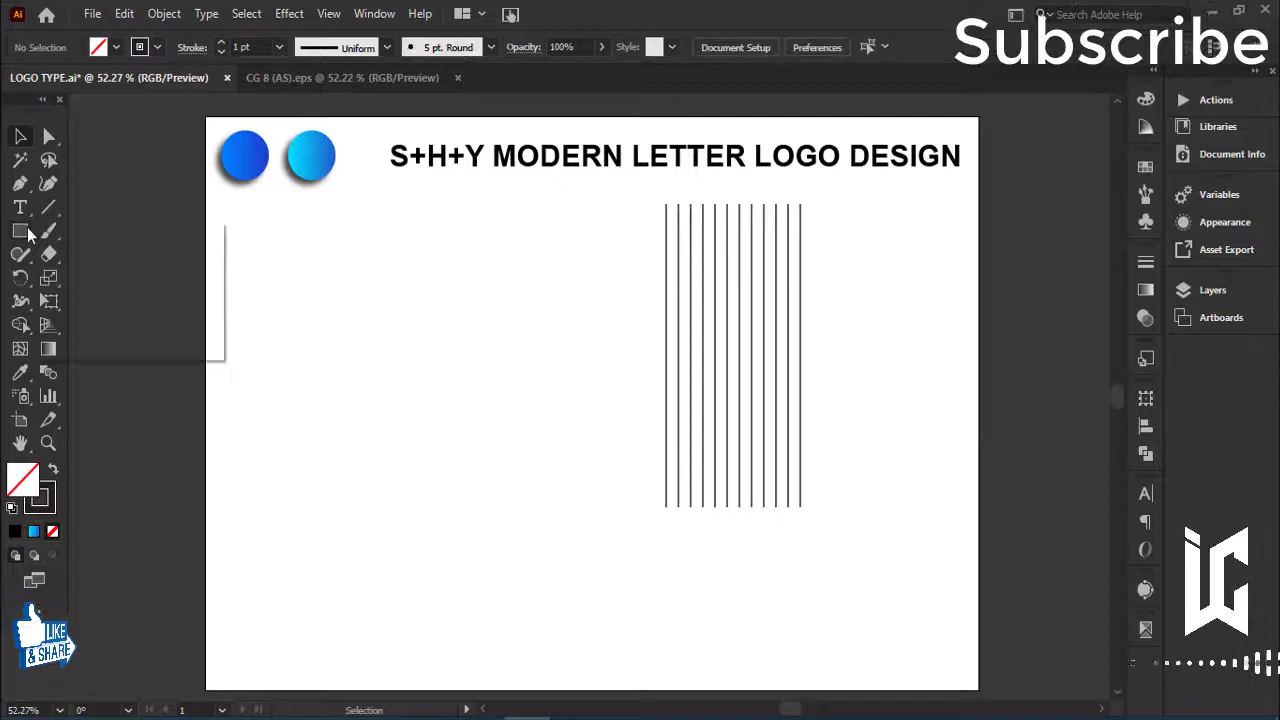 Ai File Edit Object Type Select Effect View Window Help Search Adobe Help
Subscribe
No Selection Stroke: 1 pt Uniform 5 pt. Round Opacity: 100% Style: Document Setup Preferences
LOGO TYPE.ai* @ 52.27 % (RGB/Preview) × CG 8 (AS).eps @ 52.22 % (RGB/Preview) ×
S+H+Y MODERN LETTER LOGO DESIGN
Actions
Libraries
Document Info
Variables
Appearance
Asset Export
Layers
Artboards
LIKE
& SHARE
52.27% 0° 1 Selection